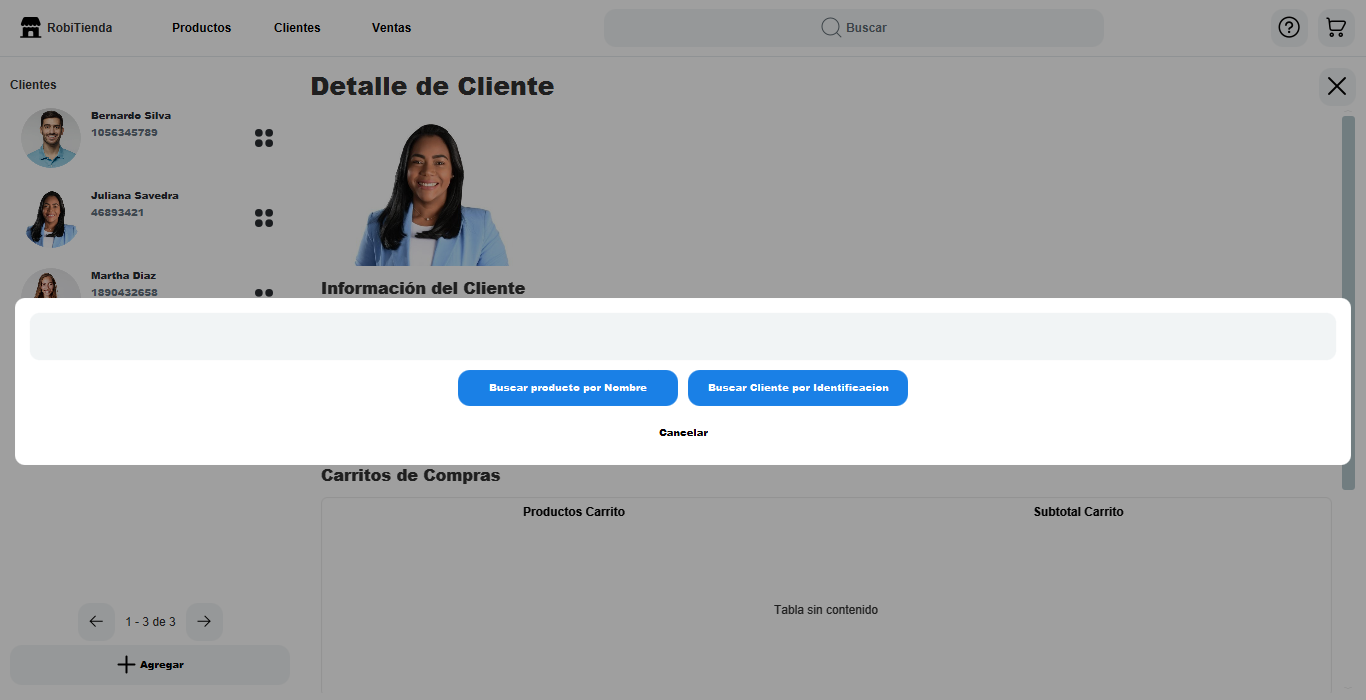 RobiTienda
Productos
Clientes
Ventas
Buscar
Clientes
Bernardo Silva
1056345789
Juliana Savedra
46893421
Martha Diaz
1890432658
1 - 3 de 3
Agregar
Detalle de Cliente
Información del Cliente
Buscar producto por Nombre
Buscar Cliente por Identificacion
Cancelar
Carritos de Compras
Productos Carrito
Subtotal Carrito
Tabla sin contenido